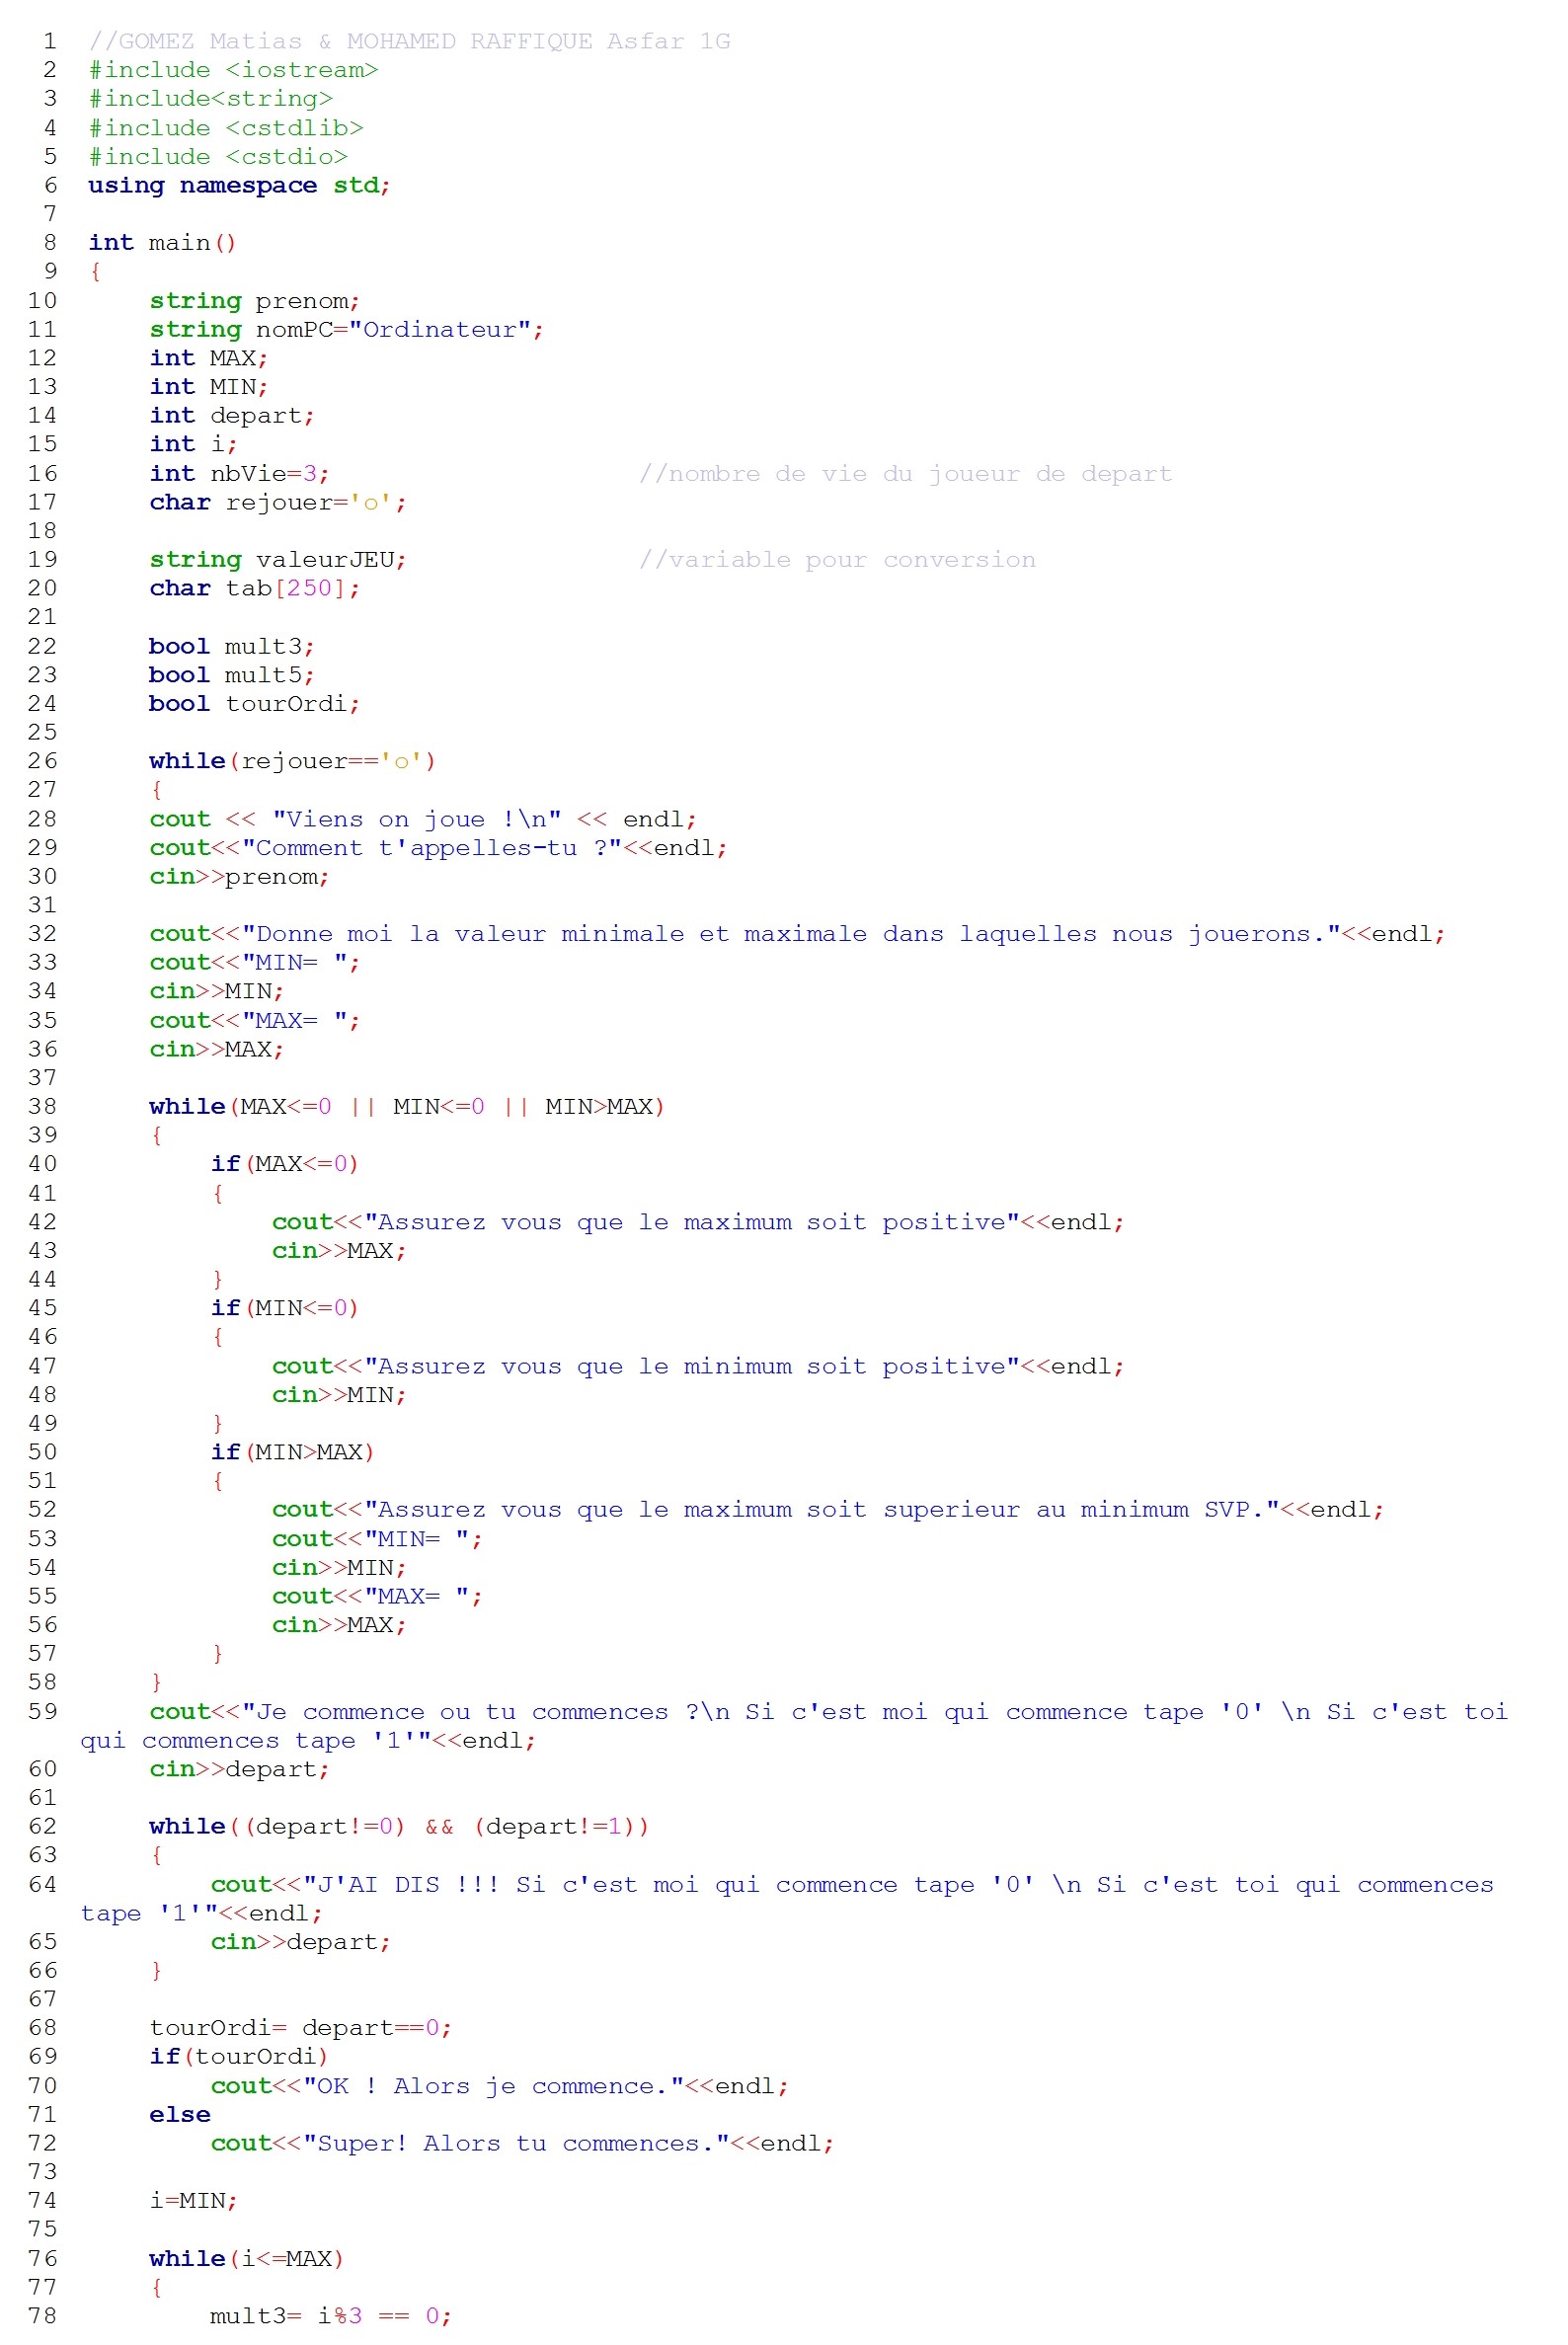 1 //GOMEZ Matias & MOHAMED RAFFIQUE Asfar 1G
2 #include <iostream>
3 #include<string>
4 #include <cstdlib>
5 #include <cstdio>
6 using namespace std;
7
8 int main()
9 {
10 string prenom;
11 string nomPC="Ordinateur";
12 int MAX;
13 int MIN;
14 int depart;
15 int i;
16 int nbVie=3; //nombre de vie du joueur de depart
17 char rejouer='o';
18
19 string valeurJEU; //variable pour conversion
20 char tab[250];
21
22 bool mult3;
23 bool mult5;
24 bool tourOrdi;
25
26 while(rejouer=='o')
27 {
28 cout << "Viens on joue !\n" << endl;
29 cout<<"Comment t'appelles-tu ?"<<endl;
30 cin>>prenom;
31
32 cout<<"Donne moi la valeur minimale et maximale dans laquelles nous jouerons."<<endl;
33 cout<<"MIN= ";
34 cin>>MIN;
35 cout<<"MAX= ";
36 cin>>MAX;
37
38 while(MAX<=0 || MIN<=0 || MIN>MAX)
39 {
40 if(MAX<=0)
41 {
42 cout<<"Assurez vous que le maximum soit positive"<<endl;
43 cin>>MAX;
44 }
45 if(MIN<=0)
46 {
47 cout<<"Assurez vous que le minimum soit positive"<<endl;
48 cin>>MIN;
49 }
50 if(MIN>MAX)
51 {
52 cout<<"Assurez vous que le maximum soit superieur au minimum SVP."<<endl;
53 cout<<"MIN= ";
54 cin>>MIN;
55 cout<<"MAX= ";
56 cin>>MAX;
57 }
58 }
59 cout<<"Je commence ou tu commences ?\n Si c'est moi qui commence tape '0' \n Si c'est toi
qui commences tape '1'"<<endl;
60 cin>>depart;
61
62 while((depart!=0) && (depart!=1))
63 {
64 cout<<"J'AI DIS !!! Si c'est moi qui commence tape '0' \n Si c'est toi qui commences
tape '1'"<<endl;
65 cin>>depart;
66 }
67
68 tourOrdi= depart==0;
69 if(tourOrdi)
70 cout<<"OK ! Alors je commence."<<endl;
71 else
72 cout<<"Super! Alors tu commences."<<endl;
73
74 i=MIN;
75
76 while(i<=MAX)
77 {
78 mult3= i%3 == 0;